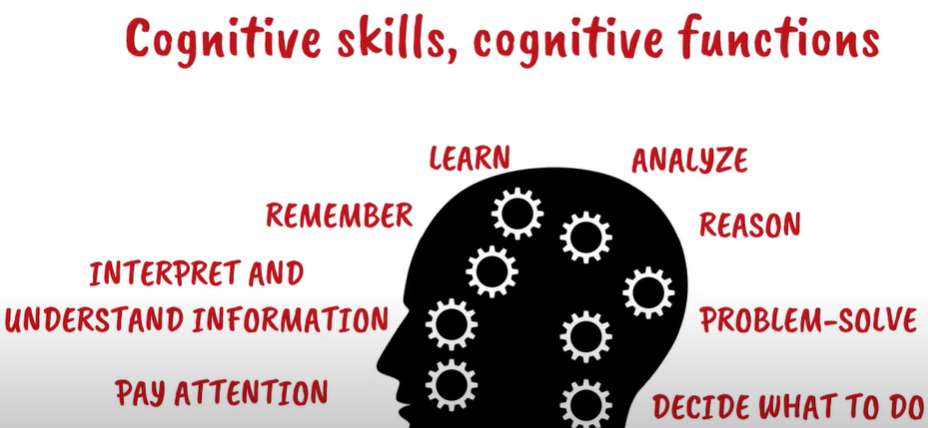 Cognitive skills, cognitive functions
LEARN
ANALYZE
REMEMBER
REASON
INTERPRET AND
UNDERSTAND INFORMATION
PROBLEM-SOLVE
PAY ATTENTION
DECIDE WHAT TO DO